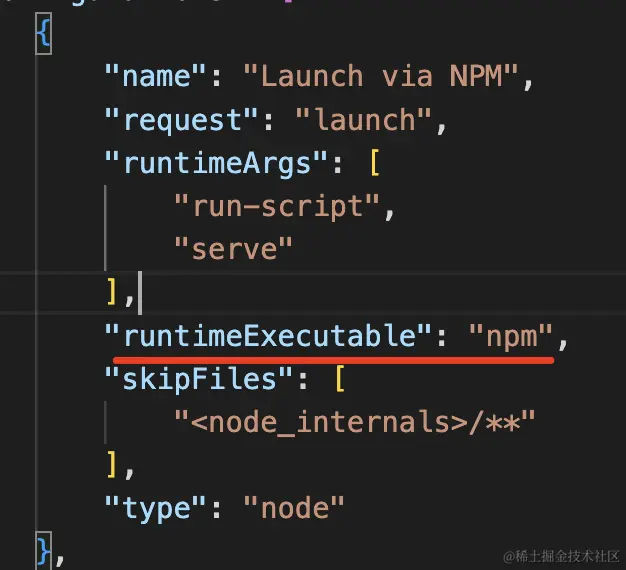 {
"name": "Launch via NPM",
"request": "launch",
"runtimeArgs": [
"run-script",
"serve"
],
"runtimeExecutable": "npm",
"skipFiles": [
"<node_internals>/**"
],
"type": "node"
},
@稀土掘金技术社区